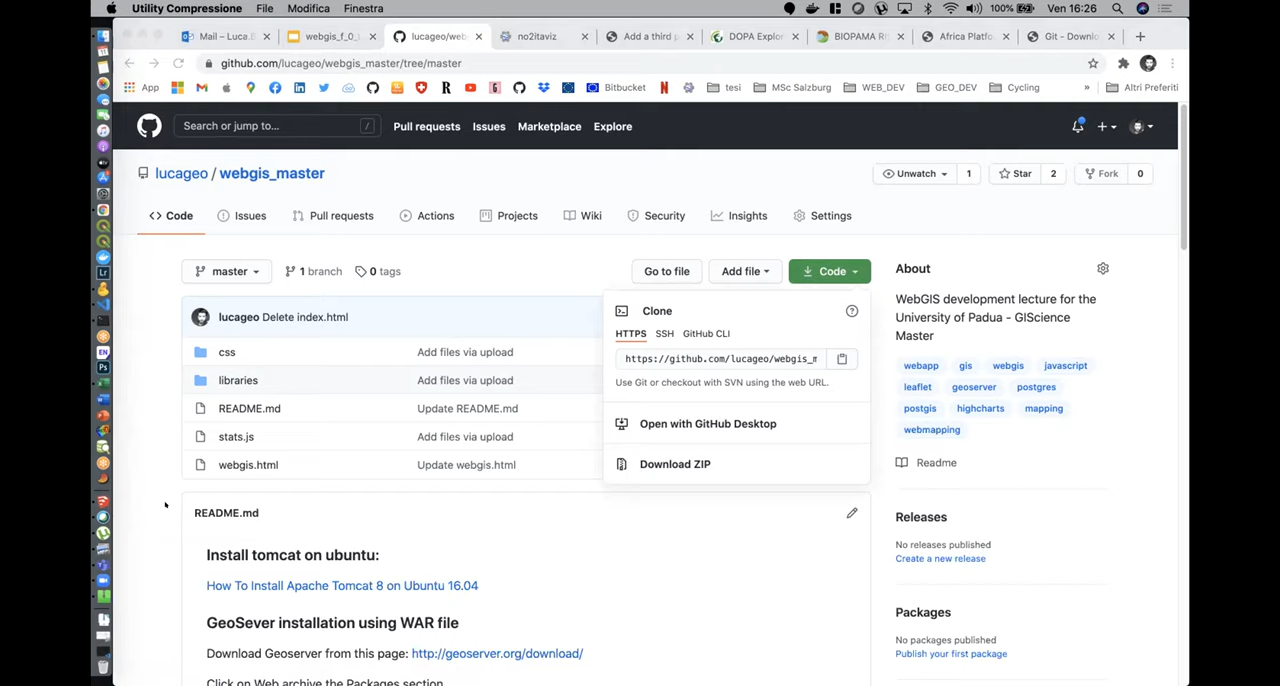 Utility Compressione File Modifica Finestra 100% Ven 16:26
Mail – Luca.B webgis_f_0_ lucageo/web no2itaviz Add a third p DOPA Explor BIOPAMA R Africa Platfo Git - Downlo
github.com/lucageo/webgis_master/tree/master
App Bitbucket tesi MSc Salzburg WEB_DEV GEO_DEV Cycling » Altri Preferiti
Search or jump to... / Pull requests Issues Marketplace Explore
lucageo / webgis_master Unwatch 1 Star 2 Fork 0
<> Code Issues Pull requests Actions Projects Wiki Security Insights Settings
master 1 branch 0 tags Go to file Add file Code
About
WebGIS development lecture for the
University of Padua - GIScience
Master
webapp gis webgis javascript
leaflet geoserver postgres
postgis highcharts mapping
webmapping
Readme
lucageo Delete index.html
css Add files via upload
libraries Add files via upload
README.md Update README.md
stats.js Add files via upload
webgis.html Update webgis.html
Clone
HTTPS SSH GitHub CLI
https://github.com/lucageo/webgis_m
Use Git or checkout with SVN using the web URL.
Open with GitHub Desktop
Download ZIP
README.md
Install tomcat on ubuntu:
How To Install Apache Tomcat 8 on Ubuntu 16.04
GeoSever installation using WAR file
Download Geoserver from this page: http://geoserver.org/download/
Click on Web archive the Packages section
Releases
No releases published
Create a new release
Packages
No packages published
Publish your first package